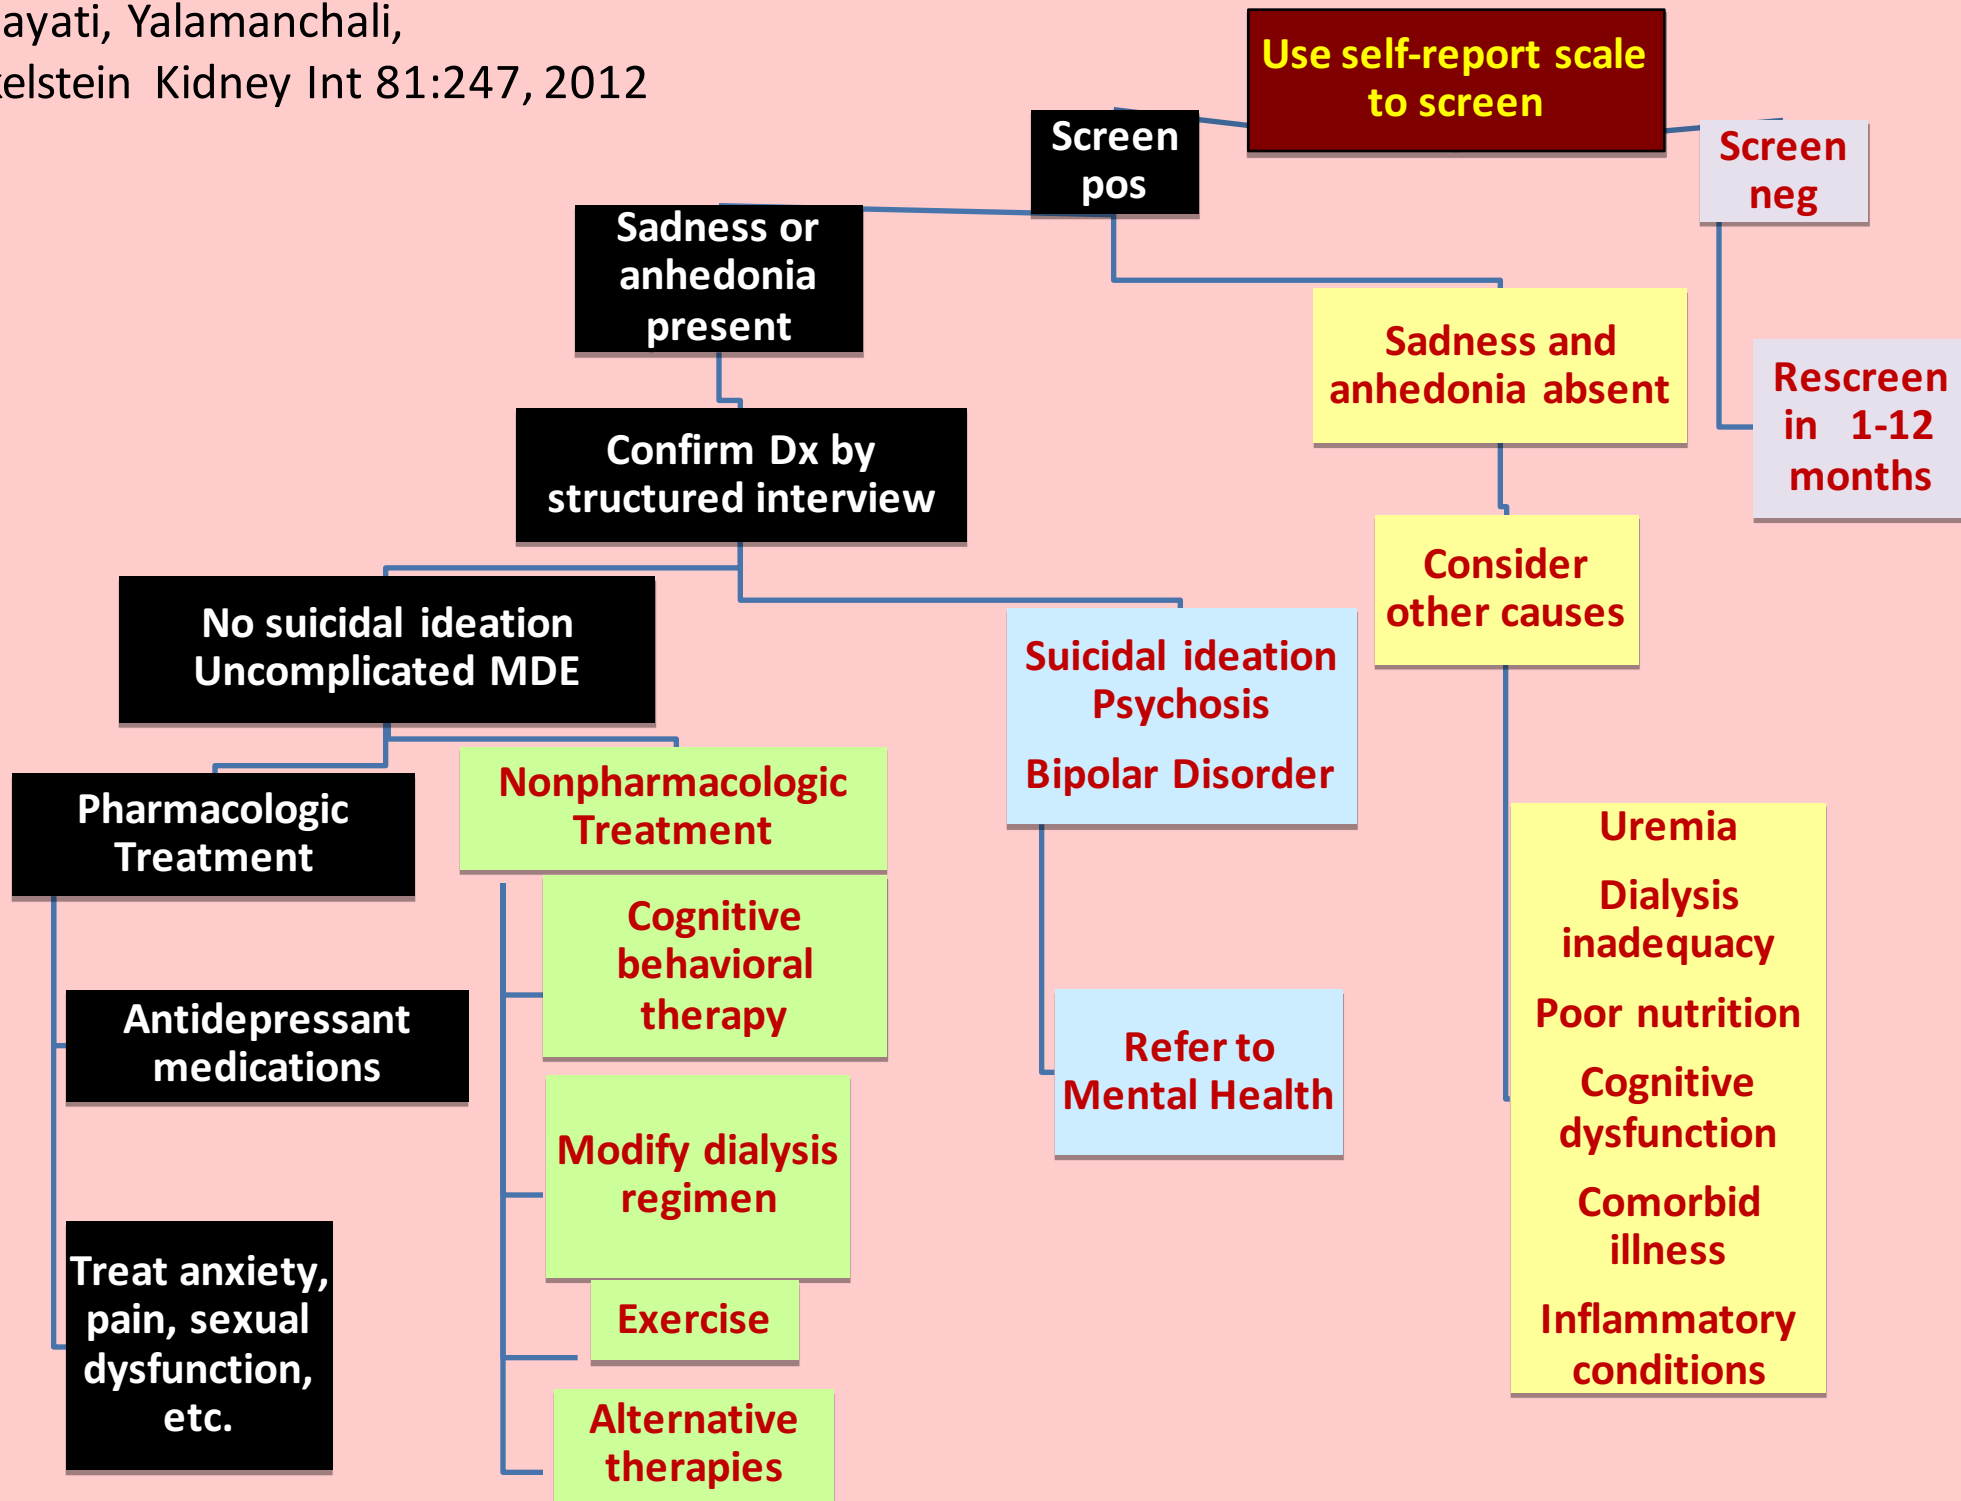 ayati, Yalamanchali,
elstein Kidney Int 81:247, 2012
Use self-report scale
to screen
Screen
pos
Screen
neg
Sadness or
anhedonia
present
Sadness and
anhedonia absent
Rescreen
in 1-12
months
Confirm Dx by
structured interview
Consider
other causes
No suicidal ideation
Uncomplicated MDE
Suicidal ideation
Psychosis
Bipolar Disorder
Pharmacologic
Treatment
Nonpharmacologic
Treatment
Uremia
Dialysis
inadequacy
Poor nutrition
Cognitive
dysfunction
Comorbid
illness
Inflammatory
conditions
Cognitive
behavioral
therapy
Antidepressant
medications
Refer to
Mental Health
Modify dialysis
regimen
Treat anxiety,
pain, sexual
dysfunction,
etc.
Exercise
Alternative
therapies